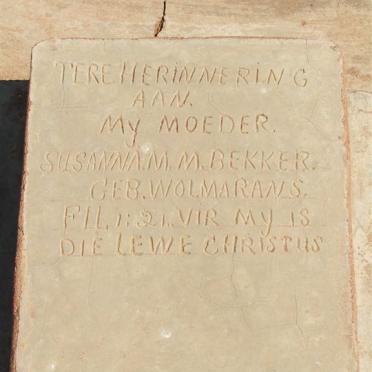 TERE HERINNERING
AAN.
My MOEDER.
SUSANNA.M.M.BEKKER.
GEB.WOLMARANS.
FIL.1:21.VIR My IS
DIE LEWE CHRISTUS